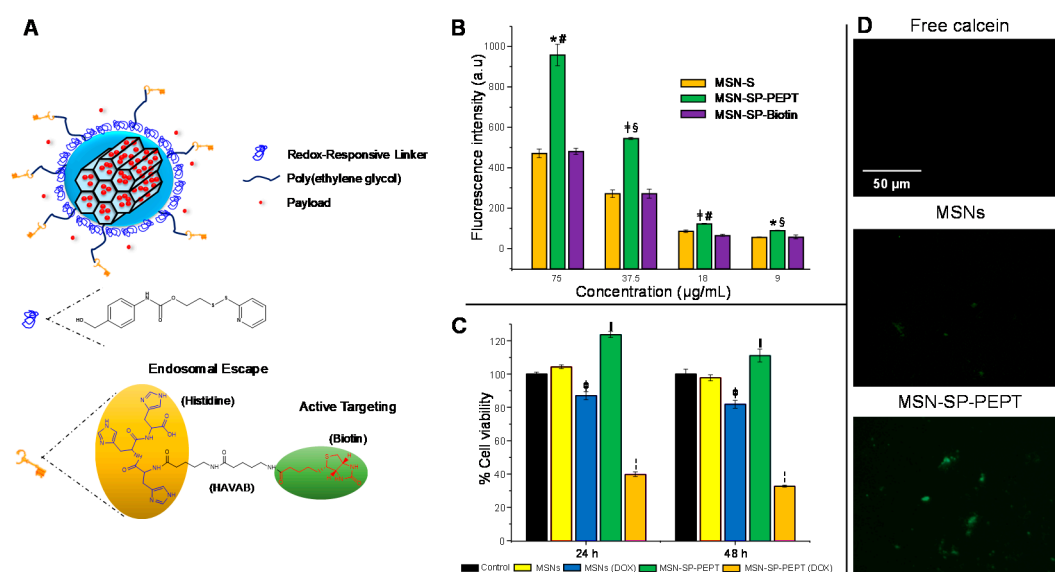 A
Redox-Responsive Linker
Poly(ethylene glycol)
Payload
Endosomal Escape
(Histidine)
Active Targeting
(Biotin)
(HAVAB)
B
Fluorescence intensity (a.u)
1000
800
600
400
200
0
*#
ǂ§
ǂ#
*§
MSN-S
MSN-SP-PEPT
MSN-SP-Biotin
75
37.5
18
9
Concentration (µg/mL)
C
% Cell viability
120
100
80
60
40
20
0
24 h
48 h
Control
MSNs
MSNs (DOX)
MSN-SP-PEPT
MSN-SP-PEPT (DOX)
D
Free calcein
50 µm
MSNs
MSN-SP-PEPT